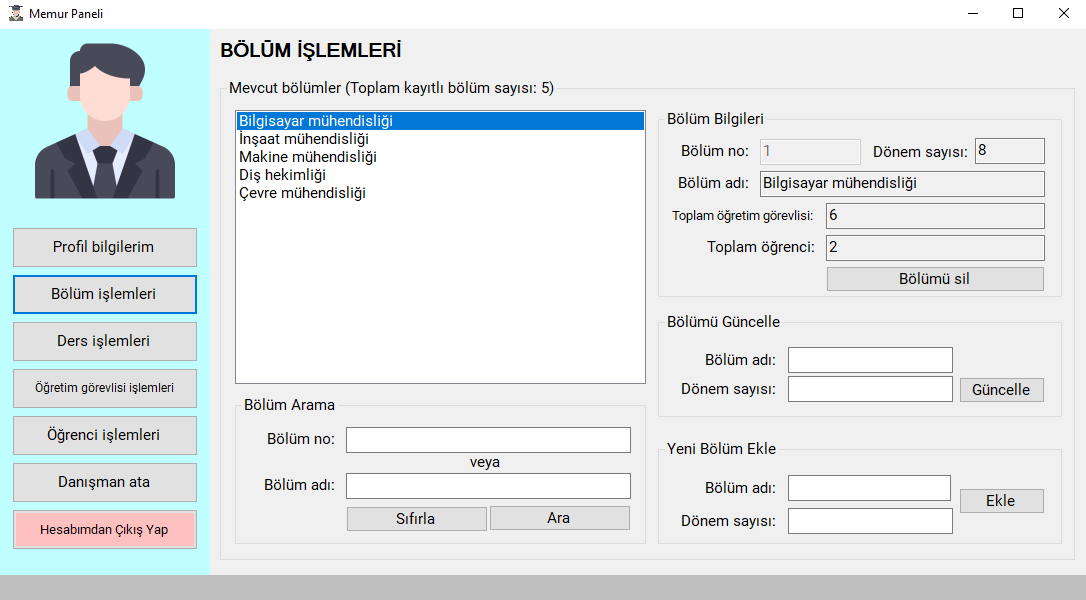 Memur Paneli
BÖLÜM İŞLEMLERİ
Profil bilgilerim
Bölüm işlemleri
Ders işlemleri
Öğretim görevlisi işlemleri
Öğrenci işlemleri
Danışman ata
Hesabımdan Çıkış Yap
Mevcut bölümler (Toplam kayıtlı bölüm sayısı: 5)
Bilgisayar mühendisliği
İnşaat mühendisliği
Makine mühendisliği
Diş hekimliği
Çevre mühendisliği
Bölüm Arama
Bölüm no:
veya
Bölüm adı:
Sıfırla Ara
Bölüm Bilgileri
Bölüm no: 1 Dönem sayısı: 8
Bölüm adı: Bilgisayar mühendisliği
Toplam öğretim görevlisi: 6
Toplam öğrenci: 2
Bölümü sil
Bölümü Güncelle
Bölüm adı:
Dönem sayısı: Güncelle
Yeni Bölüm Ekle
Bölüm adı:
Ekle
Dönem sayısı: